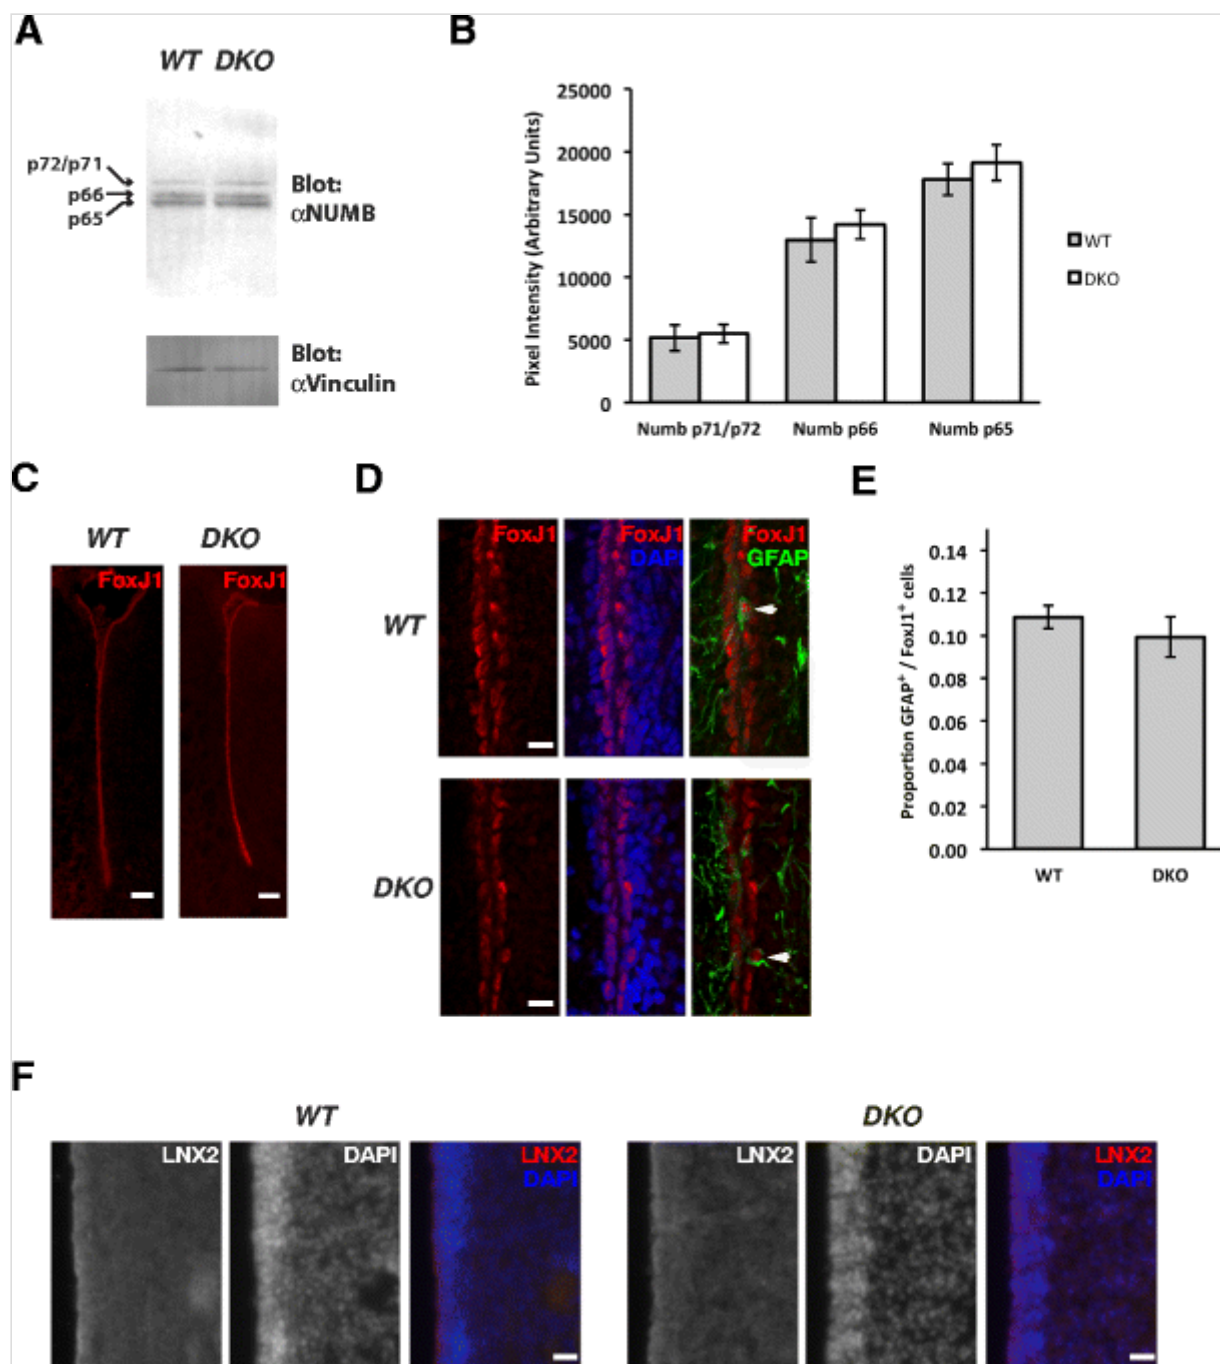 A
WT DKO
p72/p71
p66
p65
Blot:
αNUMB
Blot:
αVinculin
B
Pixel Intensity (Arbitrary Units)
25000
20000
15000
10000
5000
0
Numb p71/p72 Numb p66 Numb p65
WT
DKO
C
WT DKO
FoxJ1 FoxJ1
D
WT
FoxJ1 FoxJ1 FoxJ1
DAPI GFAP
DKO
E
Proportion GFAP⁺ / FoxJ1⁺ cells
0.14
0.12
0.10
0.08
0.06
0.04
0.02
0.00
WT DKO
F
WT
LNX2 DAPI LNX2
DAPI
DKO
LNX2 DAPI LNX2
DAPI